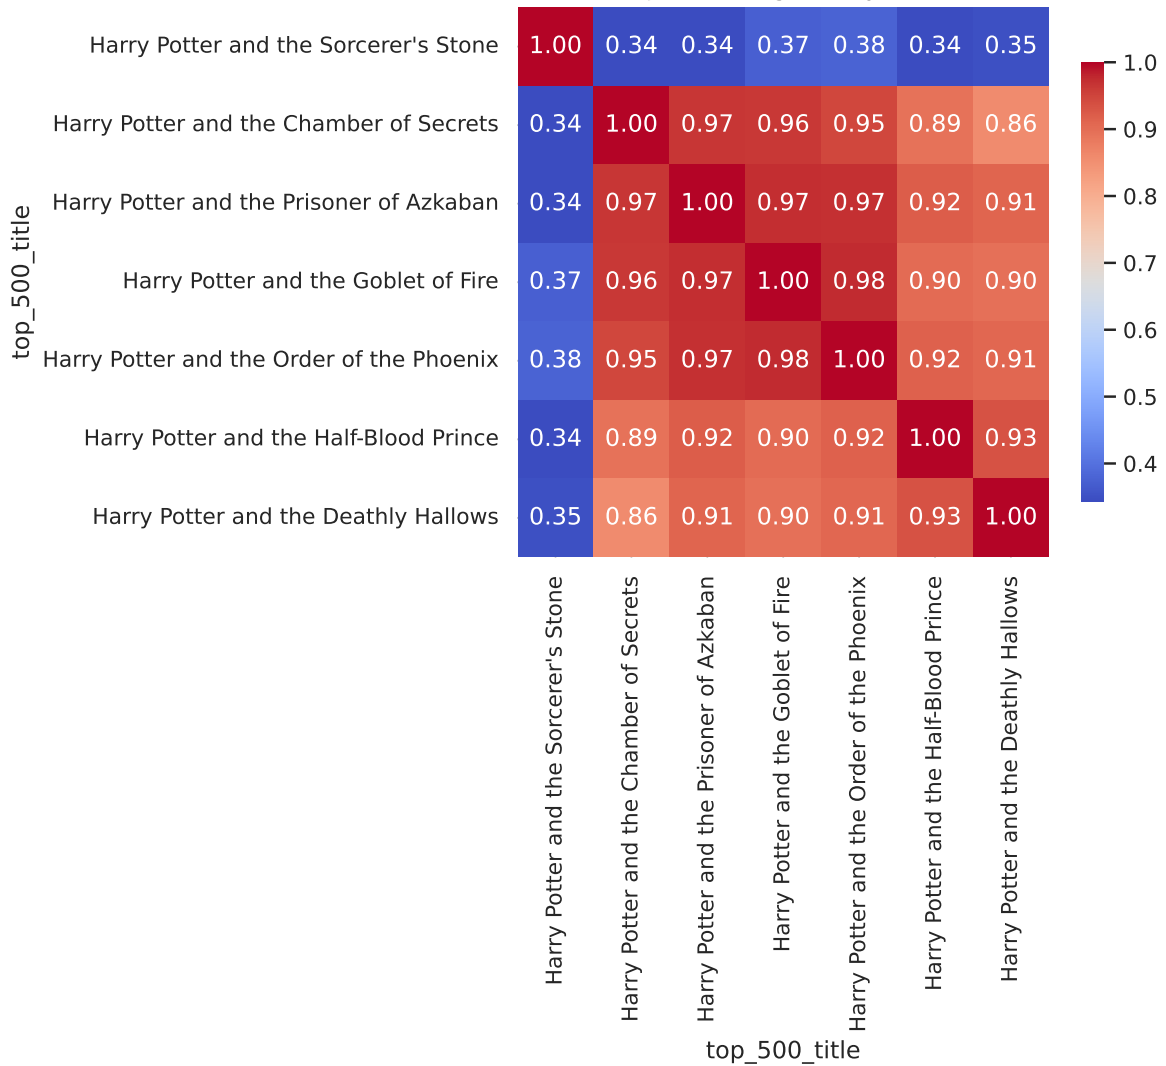 Harry Potter and the Sorcerer's Stone 1.00 0.34 0.34 0.37 0.38 0.34 0.35
Harry Potter and the Chamber of Secrets 0.34 1.00 0.97 0.96 0.95 0.89 0.86
Harry Potter and the Prisoner of Azkaban 0.34 0.97 1.00 0.97 0.97 0.92 0.91
Harry Potter and the Goblet of Fire 0.37 0.96 0.97 1.00 0.98 0.90 0.90
Harry Potter and the Order of the Phoenix 0.38 0.95 0.97 0.98 1.00 0.92 0.91
Harry Potter and the Half-Blood Prince 0.34 0.89 0.92 0.90 0.92 1.00 0.93
Harry Potter and the Deathly Hallows 0.35 0.86 0.91 0.90 0.91 0.93 1.00
top_500_title
Harry Potter and the Sorcerer's Stone
Harry Potter and the Chamber of Secrets
Harry Potter and the Prisoner of Azkaban
Harry Potter and the Goblet of Fire
Harry Potter and the Order of the Phoenix
Harry Potter and the Half-Blood Prince
Harry Potter and the Deathly Hallows
top_500_title
1.0
0.9
0.8
0.7
0.6
0.5
0.4